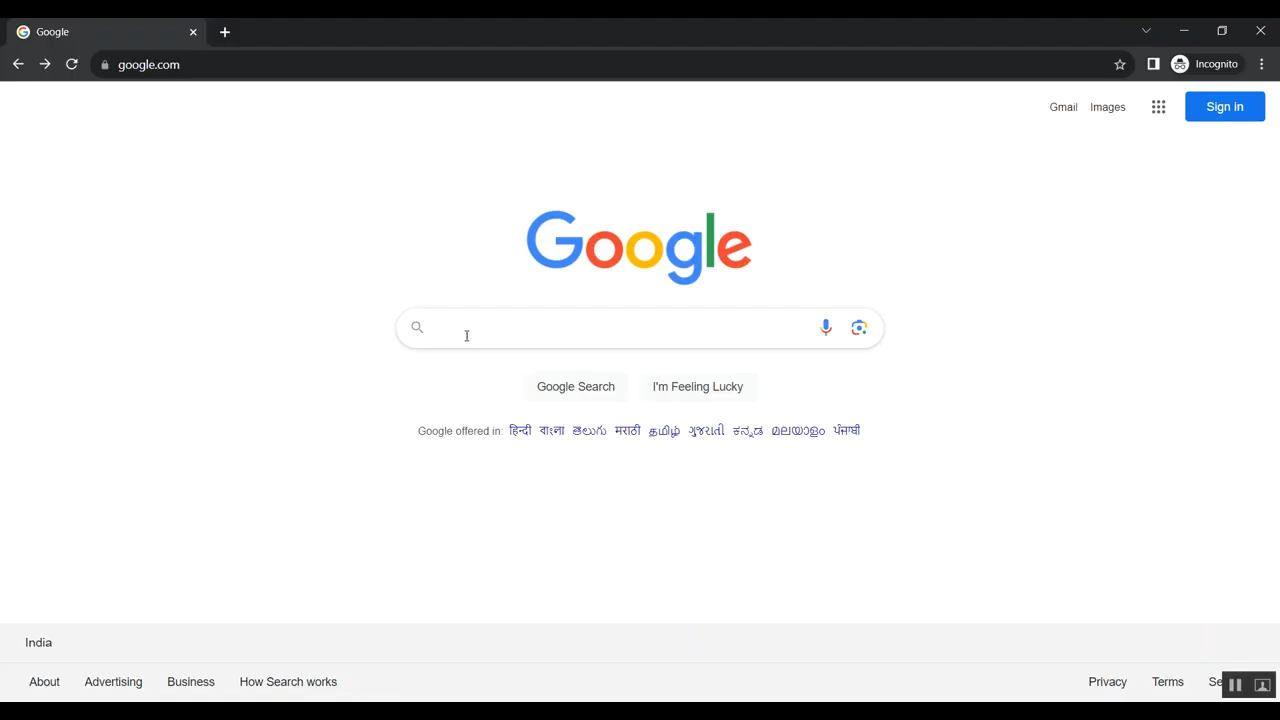 Google
google.com
Incognito
Gmail Images
Sign in
Google
Google Search I'm Feeling Lucky
Google offered in: हिन्दी বাংলা తెలుగు मराठी தமிழ் ગુજરાતી ಕನ್ನಡ മലയാളം ਪੰਜਾਬੀ
India
About Advertising Business How Search works Privacy Terms